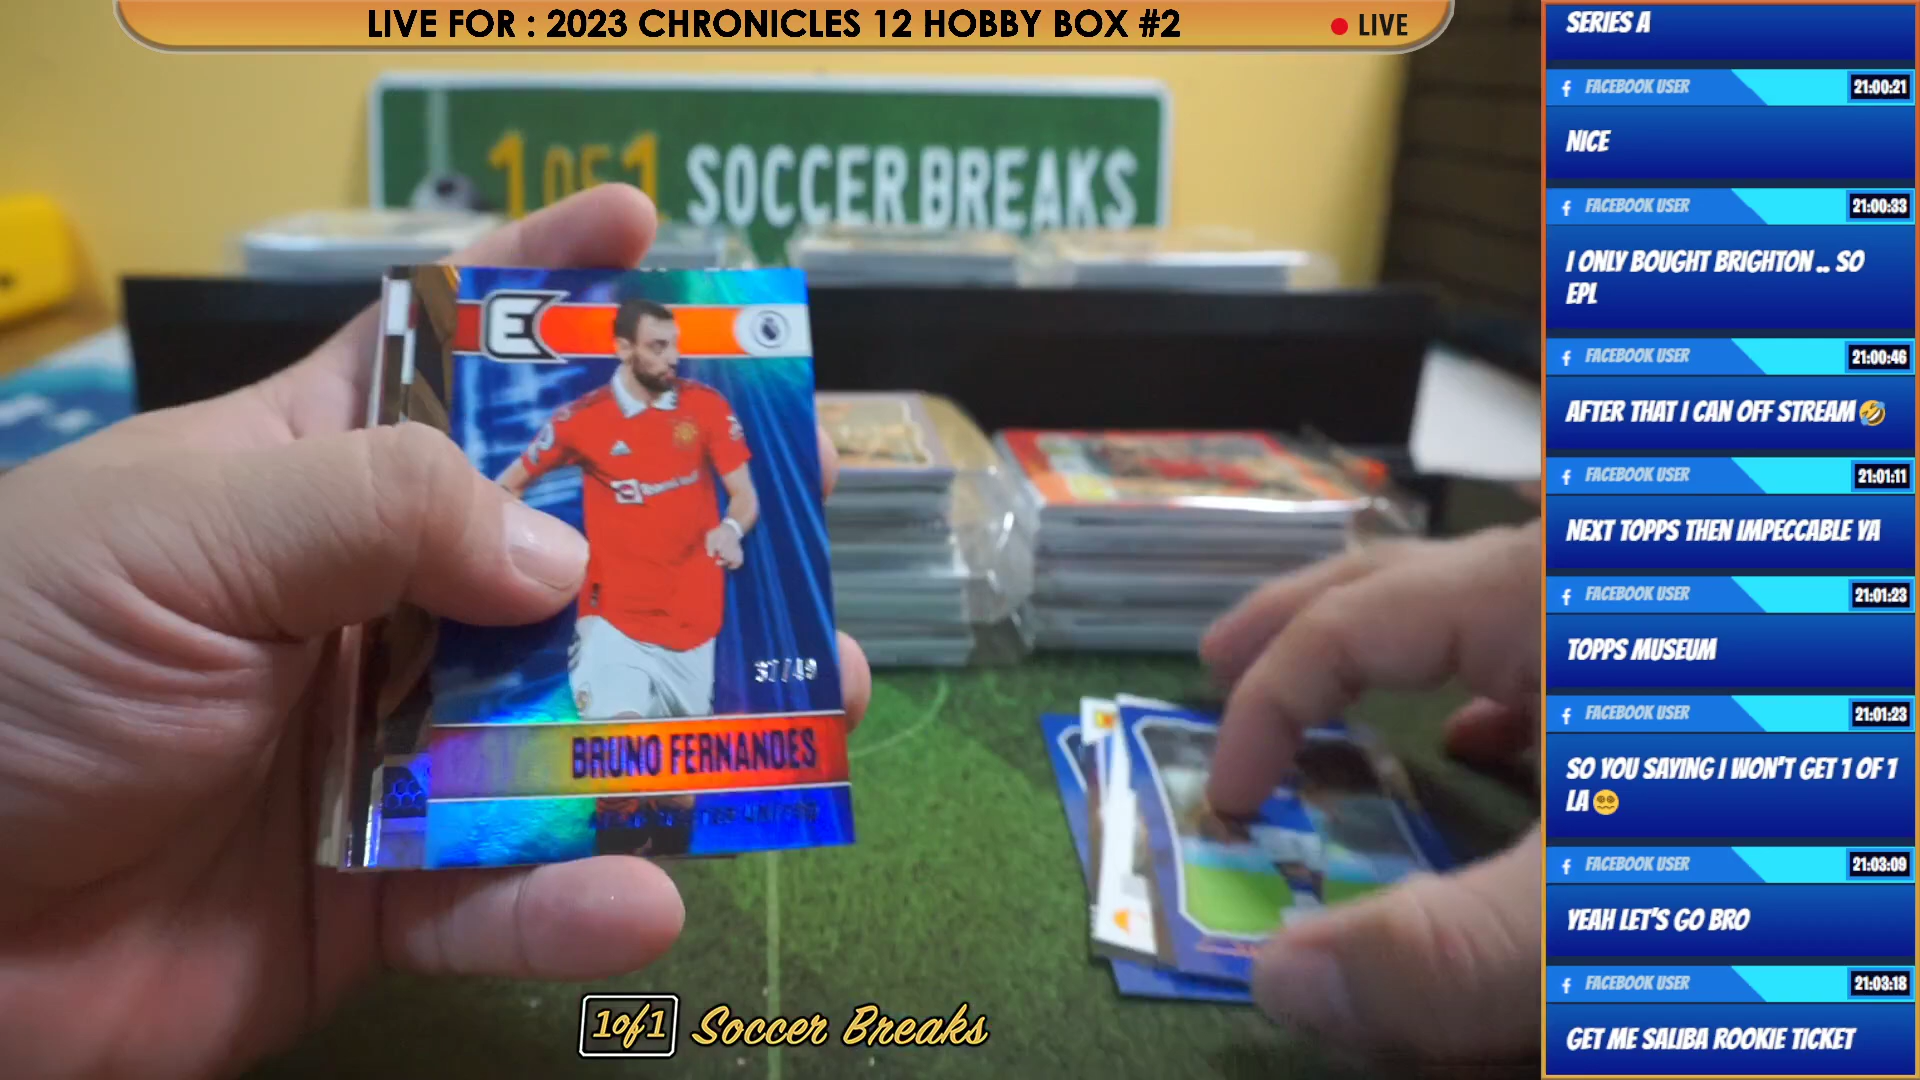 LIVE FOR : 2023 CHRONICLES 12 HOBBY BOX #2
LIVE
1 OF 1 SOCCER BREAKS
E
BRUNO FERNANDES
1of1 Soccer Breaks
SERIES A
FACEBOOK USER 21:00:21
NICE
FACEBOOK USER 21:00:33
I ONLY BOUGHT BRIGHTON .. SO
EPL
FACEBOOK USER 21:00:46
AFTER THAT I CAN OFF STREAM🤣
FACEBOOK USER 21:01:11
NEXT TOPPS THEN IMPECCABLE YA
FACEBOOK USER 21:01:23
TOPPS MUSEUM
FACEBOOK USER 21:01:23
SO YOU SAYING I WON'T GET 1 OF 1
LA😵‍💫
FACEBOOK USER 21:03:09
YEAH LET'S GO BRO
FACEBOOK USER 21:03:18
GET ME SALIBA ROOKIE TICKET